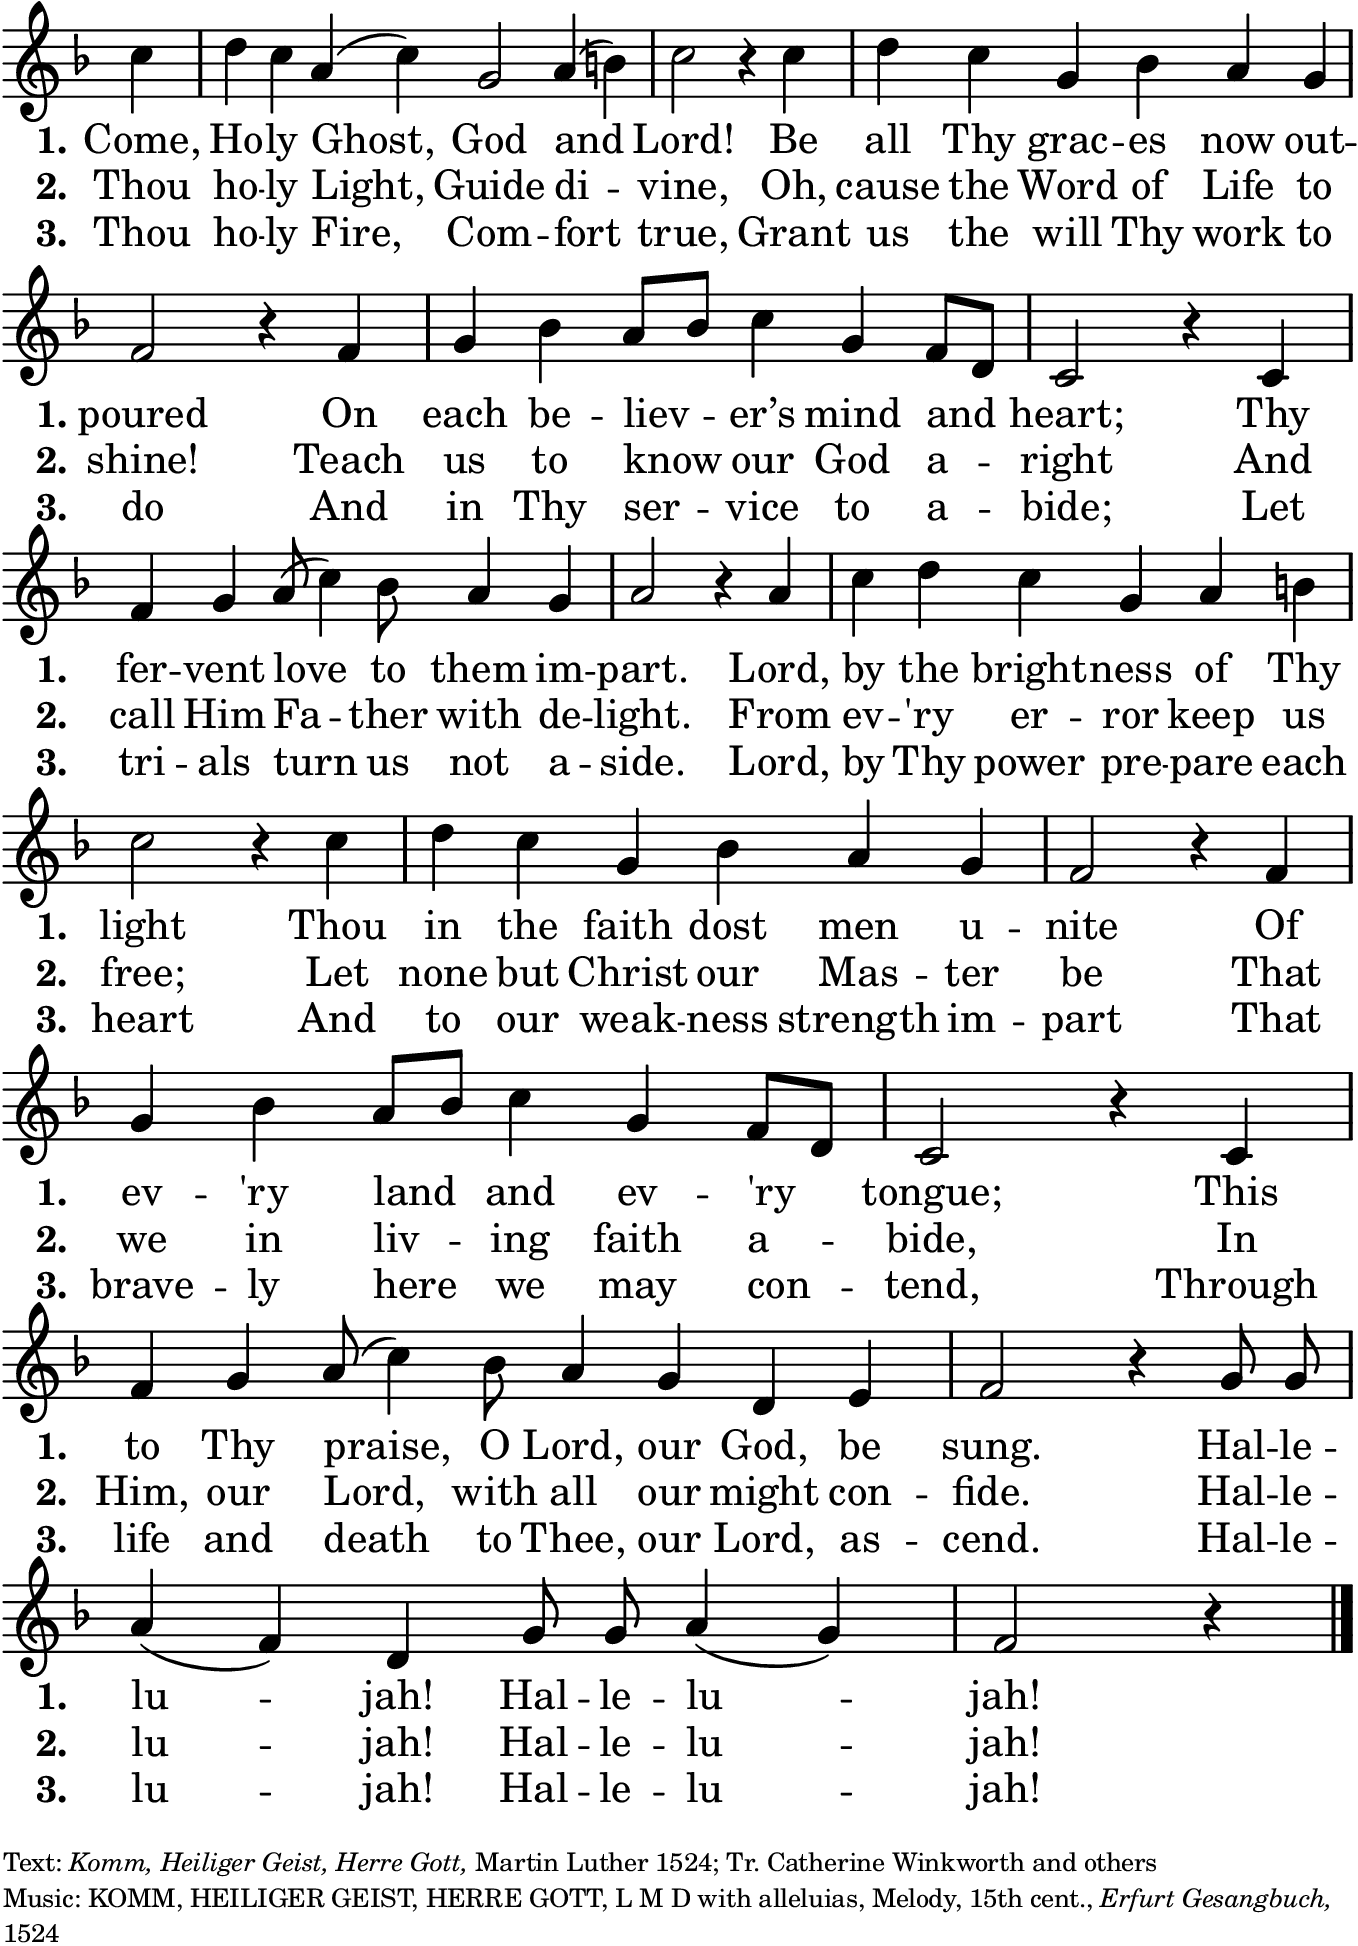 1. Come, Ho -- ly Ghost, God and Lord! Be all Thy grac -- es now out --
2. Thou ho -- ly Light, Guide di -- vine, Oh, cause the Word of Life to
3. Thou ho -- ly Fire, Com -- fort true, Grant us the will Thy work to
1. poured On each be -- liev -- er’s mind and heart; Thy
2. shine! Teach us to know our God a -- right And
3. do And in Thy ser -- vice to a -- bide; Let
1. fer -- vent love to them im -- part. Lord, by the bright -- ness of Thy
2. call Him Fa -- ther with de -- light. From ev -- 'ry er -- ror keep us
3. tri -- als turn us not a -- side. Lord, by Thy power pre -- pare each
1. light Thou in the faith dost men u -- nite Of
2. free; Let none but Christ our Mas -- ter be That
3. heart And to our weak -- ness strength im -- part That
1. ev -- 'ry land and ev -- 'ry tongue; This
2. we in liv -- ing faith a -- bide, In
3. brave -- ly here we may con -- tend, Through
1. to Thy praise, O Lord, our God, be sung. Hal -- le --
2. Him, our Lord, with all our might con -- fide. Hal -- le --
3. life and death to Thee, our Lord, as -- cend. Hal -- le --
1. lu -- jah! Hal -- le -- lu -- jah!
2. lu -- jah! Hal -- le -- lu -- jah!
3. lu -- jah! Hal -- le -- lu -- jah!
Text: Komm, Heiliger Geist, Herre Gott, Martin Luther 1524; Tr. Catherine Winkworth and others
Music: KOMM, HEILIGER GEIST, HERRE GOTT, L M D with alleluias, Melody, 15th cent., Erfurt Gesangbuch,
1524